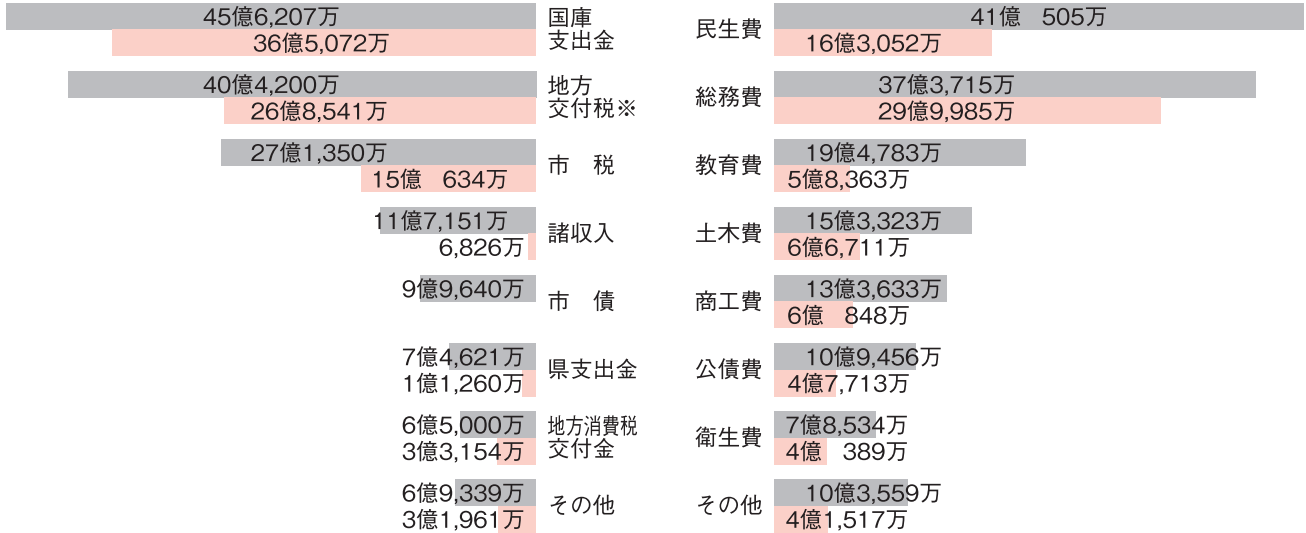 45億6,207万
36億5,072万
国庫
支出金
40億4,200万
26億8,541万
地方
交付税※
27億1,350万
15億　634万
市　税
11億7,151万
6,826万
諸収入
9億9,640万
市　債
7億4,621万
1億1,260万
県支出金
6億5,000万
3億3,154万
地方消費税
交付金
6億9,339万
3億1,961万
その他
民生費
41億　505万
16億3,052万
総務費
37億3,715万
29億9,985万
教育費
19億4,783万
5億8,363万
土木費
15億3,323万
6億6,711万
商工費
13億3,633万
6億　848万
公債費
10億9,456万
4億7,713万
衛生費
7億8,534万
4億　389万
その他
10億3,559万
4億1,517万